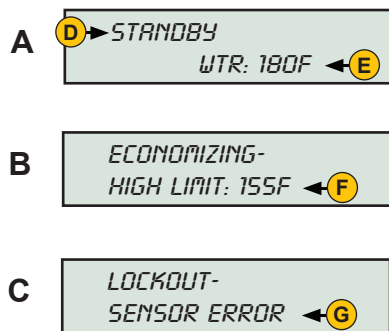 A
D STANDBY
WTR: 180F E
B
ECONOMIZING-
HIGH LIMIT: 155F F
C
LOCKOUT-
SENSOR ERROR G